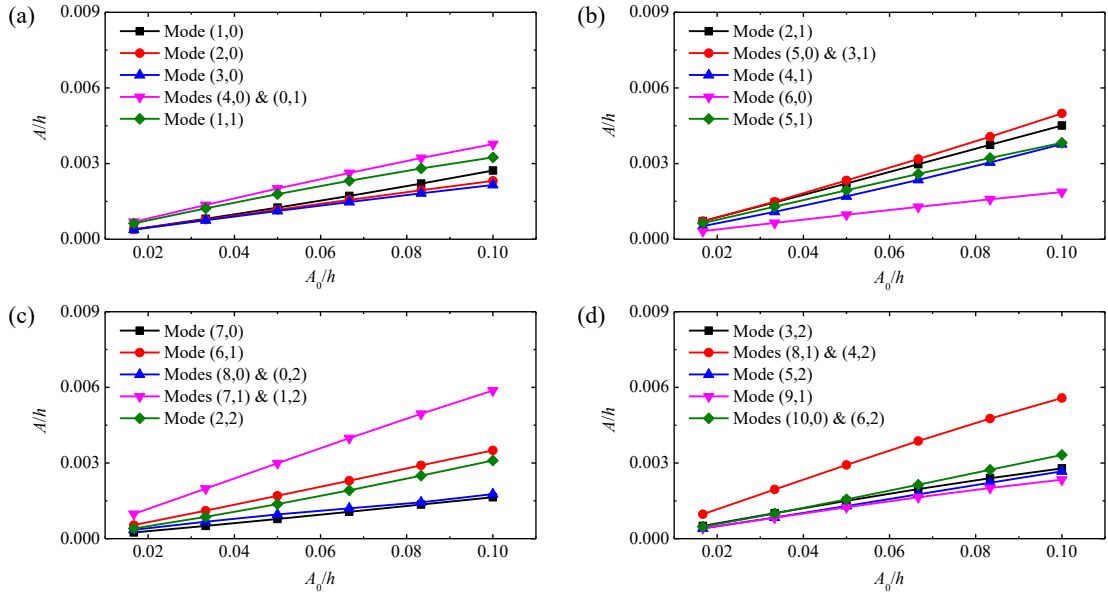 (a)
0.009
0.006
0.003
0.000
A/h
Mode (1,0)
Mode (2,0)
Mode (3,0)
Modes (4,0) & (0,1)
Mode (1,1)
0.02 0.04 0.06 0.08 0.10
A0/h
(b)
0.009
0.006
0.003
0.000
A/h
Mode (2,1)
Modes (5,0) & (3,1)
Mode (4,1)
Mode (6,0)
Mode (5,1)
0.02 0.04 0.06 0.08 0.10
A0/h
(c)
0.009
0.006
0.003
0.000
A/h
Mode (7,0)
Mode (6,1)
Modes (8,0) & (0,2)
Modes (7,1) & (1,2)
Mode (2,2)
0.02 0.04 0.06 0.08 0.10
A0/h
(d)
0.009
0.006
0.003
0.000
A/h
Mode (3,2)
Modes (8,1) & (4,2)
Mode (5,2)
Mode (9,1)
Modes (10,0) & (6,2)
0.02 0.04 0.06 0.08 0.10
A0/h